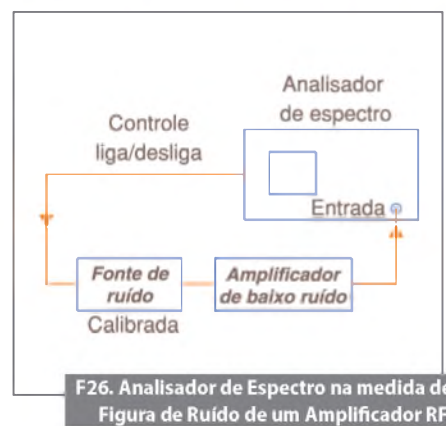 Analisador
de espectro
Controle
liga/desliga
Entrada
Fonte de
ruído
Calibrada
Amplificador
de baixo ruído
F26. Analisador de Espectro na medida de
Figura de Ruído de um Amplificador RF